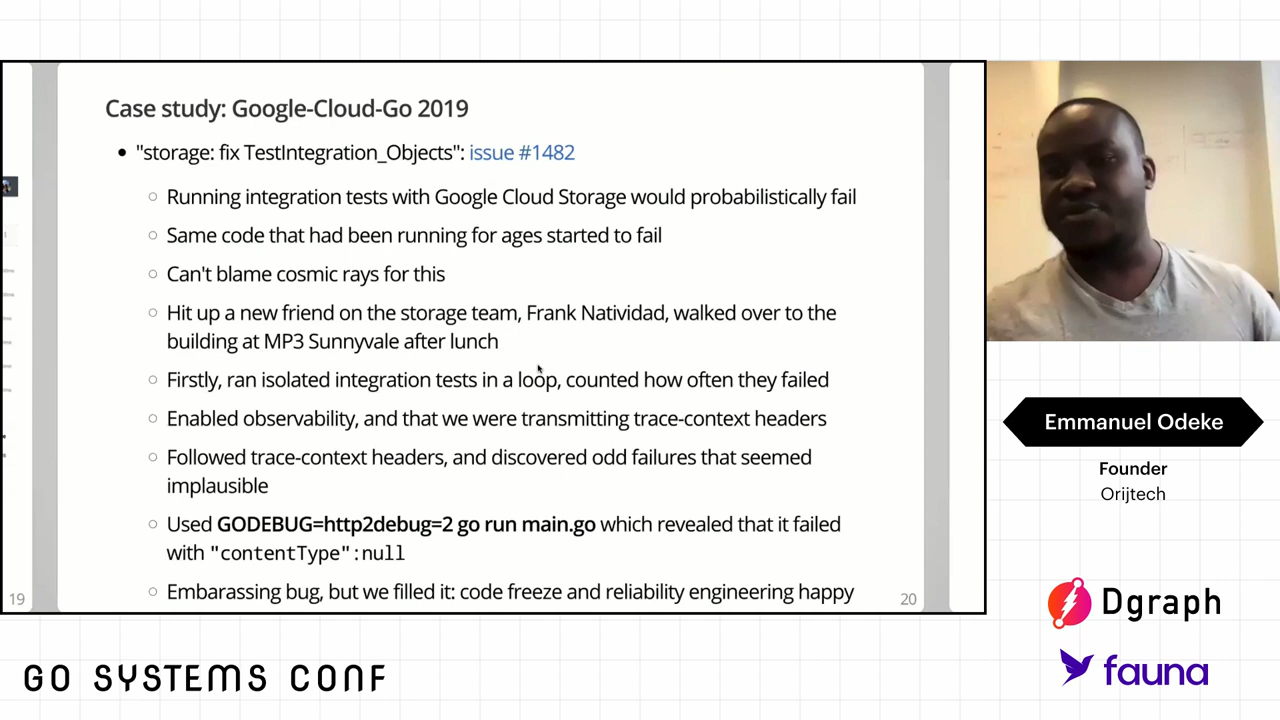 Case study: Google-Cloud-Go 2019
• "storage: fix TestIntegration_Objects": issue #1482
○ Running integration tests with Google Cloud Storage would probabilistically fail
○ Same code that had been running for ages started to fail
○ Can't blame cosmic rays for this
○ Hit up a new friend on the storage team, Frank Natividad, walked over to the
building at MP3 Sunnyvale after lunch
○ Firstly, ran isolated integration tests in a loop, counted how often they failed
○ Enabled observability, and that we were transmitting trace-context headers
○ Followed trace-context headers, and discovered odd failures that seemed
implausible
○ Used GODEBUG=http2debug=2 go run main.go which revealed that it failed
with "contentType":null
○ Embarassing bug, but we filled it: code freeze and reliability engineering happy
19
20
Emmanuel Odeke
Founder
Orijtech
Dgraph
fauna
GO SYSTEMS CONF